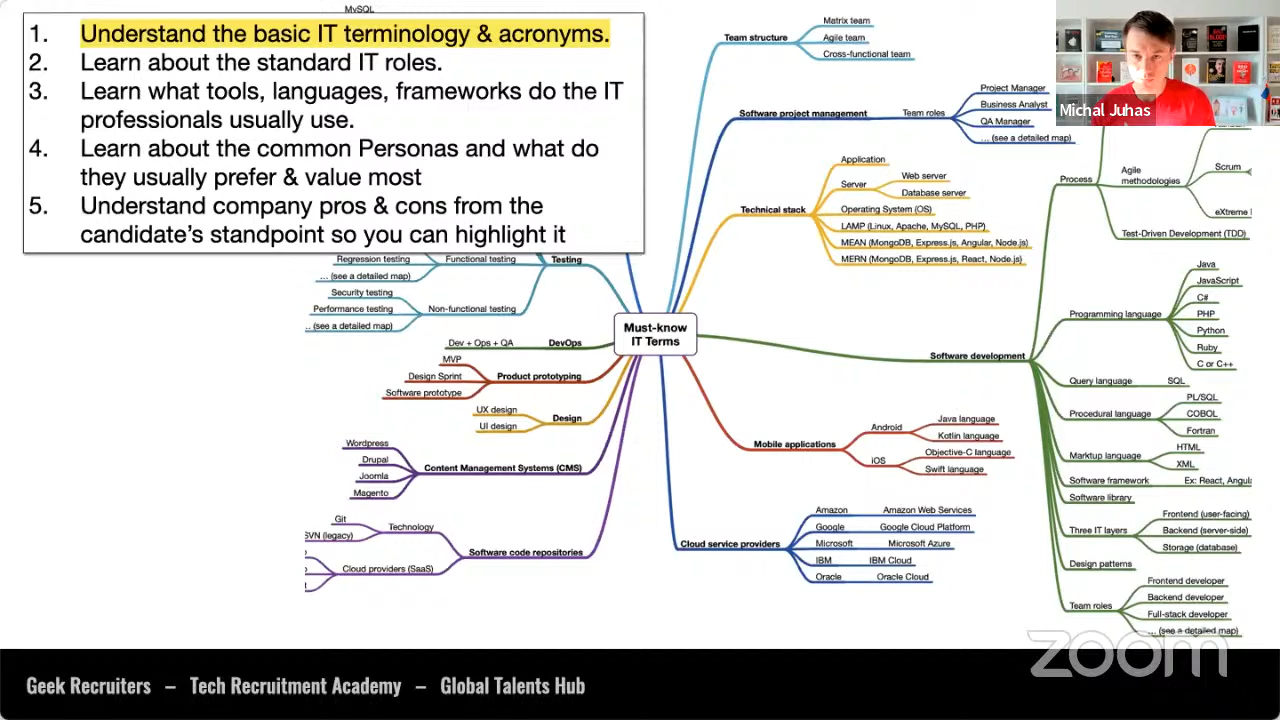 MySQL
1. Understand the basic IT terminology & acronyms.
2. Learn about the standard IT roles.
3. Learn what tools, languages, frameworks do the IT
professionals usually use.
4. Learn about the common Personas and what do
they usually prefer & value most
5. Understand company pros & cons from the
candidate's standpoint so you can highlight it
Michal Juhas
Must-know
IT Terms
Team structure
Matrix team
Agile team
Cross-functional team
Software project management
Team roles
Project Manager
Business Analyst
QA Manager
... (see a detailed map)
Technical stack
Application
Server
Web server
Database server
Operating System (OS)
LAMP (Linux, Apache, MySQL, PHP)
MEAN (MongoDB, Express.js, Angular, Node.js)
MERN (MongoDB, Express.js, React, Node.js)
Software development
Process
Agile
methodologies
Scrum
eXtreme
Test-Driven Development (TDD)
Programming language
Java
JavaScript
C#
PHP
Python
Ruby
C or C++
Query language
SQL
Procedural language
PL/SQL
COBOL
Fortran
Marktup language
HTML
XML
Software framework
Ex: React, Angula
Software library
Three IT layers
Frontend (user-facing)
Backend (server-side)
Storage (database)
Design patterns
Team roles
Frontend developer
Backend developer
Full-stack developer
... (see a detailed map)
Mobile applications
Android
Java language
Kotlin language
iOS
Objective-C language
Swift language
Cloud service providers
Amazon
Amazon Web Services
Google
Google Cloud Platform
Microsoft
Microsoft Azure
IBM
IBM Cloud
Oracle
Oracle Cloud
Testing
Functional testing
Regression testing
... (see a detailed map)
Non-functional testing
Security testing
Performance testing
.. (see a detailed map)
DevOps
Dev + Ops + QA
Product prototyping
MVP
Design Sprint
Software prototype
Design
UX design
UI design
Content Management Systems (CMS)
Wordpress
Drupal
Joomla
Magento
Software code repositories
Technology
Git
SVN (legacy)
Cloud providers (SaaS)
zoom
Geek Recruiters – Tech Recruitment Academy – Global Talents Hub